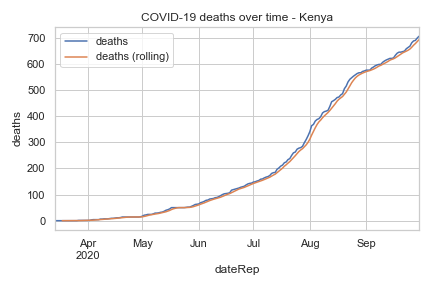 COVID-19 deaths over time - Kenya
deaths
deaths (rolling)
700
600
500
400
300
200
100
0
deaths
Apr May Jun Jul Aug Sep
2020
dateRep